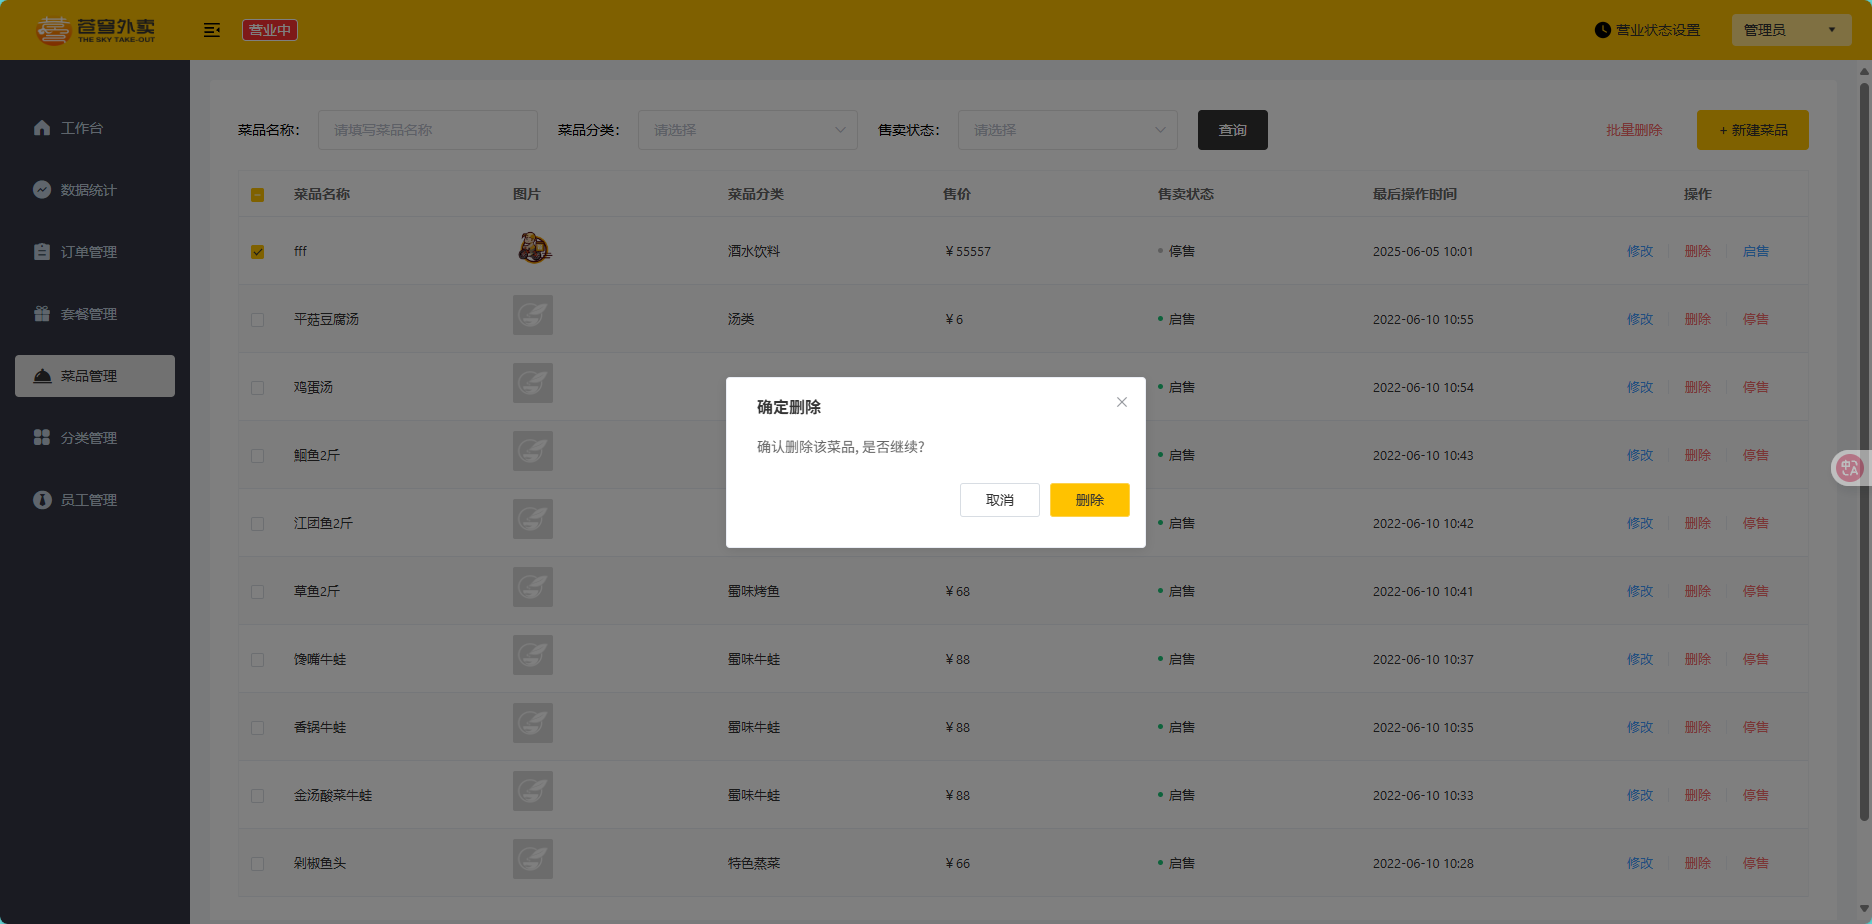 苍穹外卖
THE SKY TAKE-OUT
营业中
营业状态设置
管理员
工作台
数据统计
订单管理
套餐管理
菜品管理
分类管理
员工管理
菜品名称： 请填写菜品名称 菜品分类： 请选择 售卖状态： 请选择 查询 批量删除 + 新建菜品
菜品名称 图片 菜品分类 售价 售卖状态 最后操作时间 操作
fff 酒水饮料 ￥55557 停售 2025-06-05 10:01 修改 删除 启售
平菇豆腐汤 汤类 ￥6 启售 2022-06-10 10:55 修改 删除 停售
鸡蛋汤 启售 2022-06-10 10:54 修改 删除 停售
鮰鱼2斤 启售 2022-06-10 10:43 修改 删除 停售
江团鱼2斤 启售 2022-06-10 10:42 修改 删除 停售
草鱼2斤 蜀味烤鱼 ￥68 启售 2022-06-10 10:41 修改 删除 停售
馋嘴牛蛙 蜀味牛蛙 ￥88 启售 2022-06-10 10:37 修改 删除 停售
香锅牛蛙 蜀味牛蛙 ￥88 启售 2022-06-10 10:35 修改 删除 停售
金汤酸菜牛蛙 蜀味牛蛙 ￥88 启售 2022-06-10 10:33 修改 删除 停售
剁椒鱼头 特色蒸菜 ￥66 启售 2022-06-10 10:28 修改 删除 停售
确定删除
确认删除该菜品, 是否继续?
取消 删除
中A